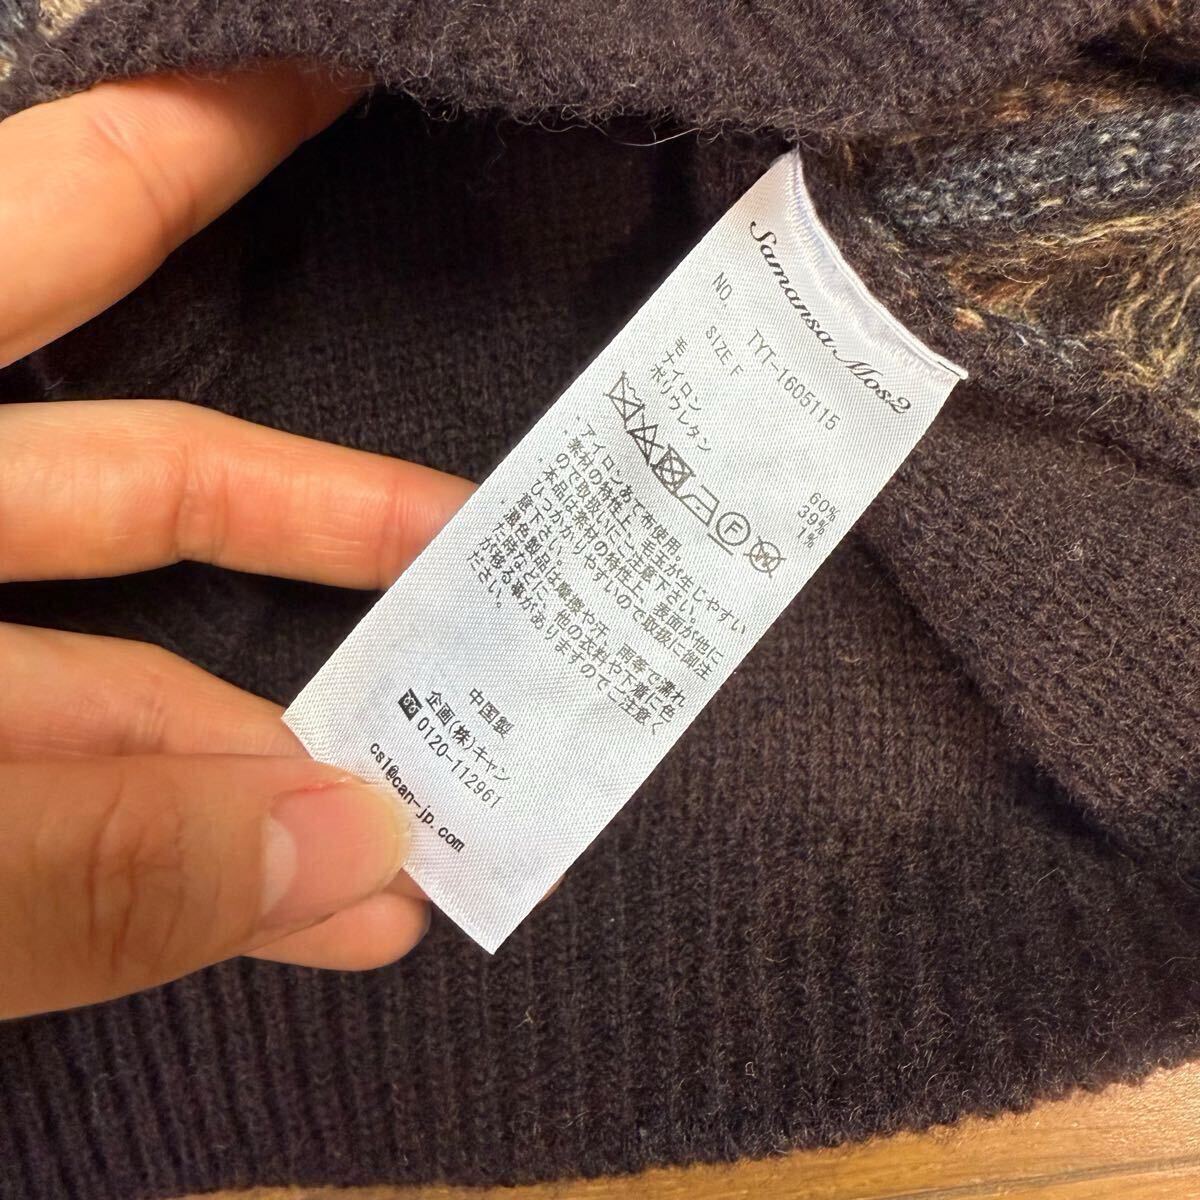 Samansa Mos2
NO. TYT-1605115
SIZE F
毛 60%
ナイロン 39%
ポリウレタン 1%
F
W
・アイロンあて布使用。
・素材の特性上、毛玉が生じやすい
ので取扱いにご注意下さい。
・本品は素材の特性上、表面が他に
ひっかかりやすいので取扱に御注
意下さい。
・濃色製品は摩擦や汗、雨等で濡れ
た時などに、他の衣料や下着に色
が移る事がありますのでご注意く
ださい。
中国製
企画(株)キャン
0120-112961
cs1@can-jp.com